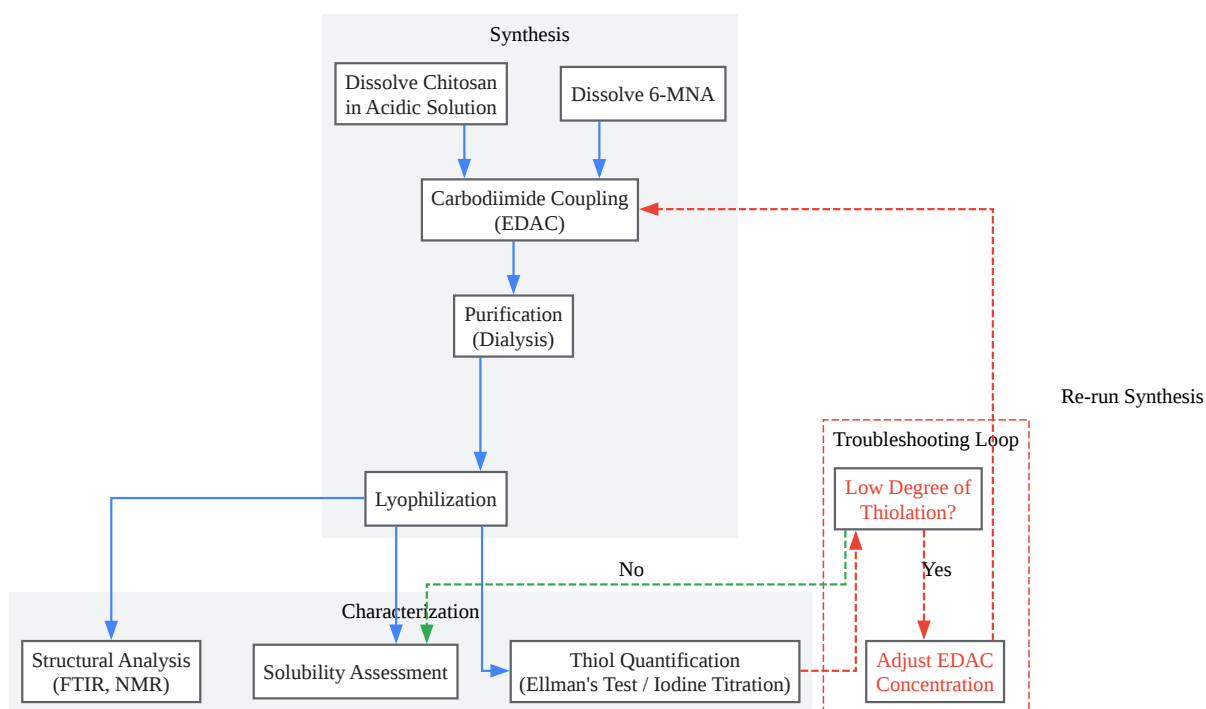 Synthesis
Dissolve Chitosan
in Acidic Solution
Dissolve 6-MNA
Carbodiimide Coupling
(EDAC)
Purification
(Dialysis)
Re-run Synthesis
Troubleshooting Loop
Lyophilization
Low Degree of
Thiolation?
No
Yes
Characterization
Structural Analysis
(FTIR, NMR)
Solubility Assessment
Thiol Quantification
(Ellman's Test / Iodine Titration)
Adjust EDAC
Concentration